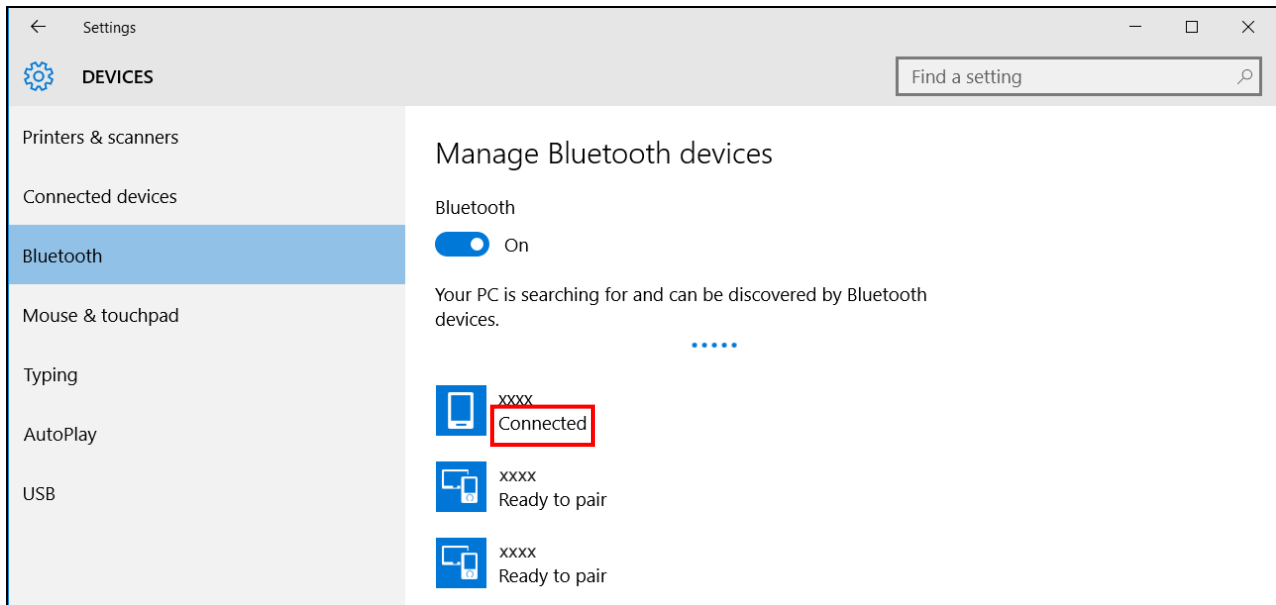 Settings
DEVICES
Find a setting
Printers & scanners
Connected devices
Bluetooth
Mouse & touchpad
Typing
AutoPlay
USB
Manage Bluetooth devices
Bluetooth
On
Your PC is searching for and can be discovered by Bluetooth
devices.
xxxx
Connected
xxxx
Ready to pair
xxxx
Ready to pair